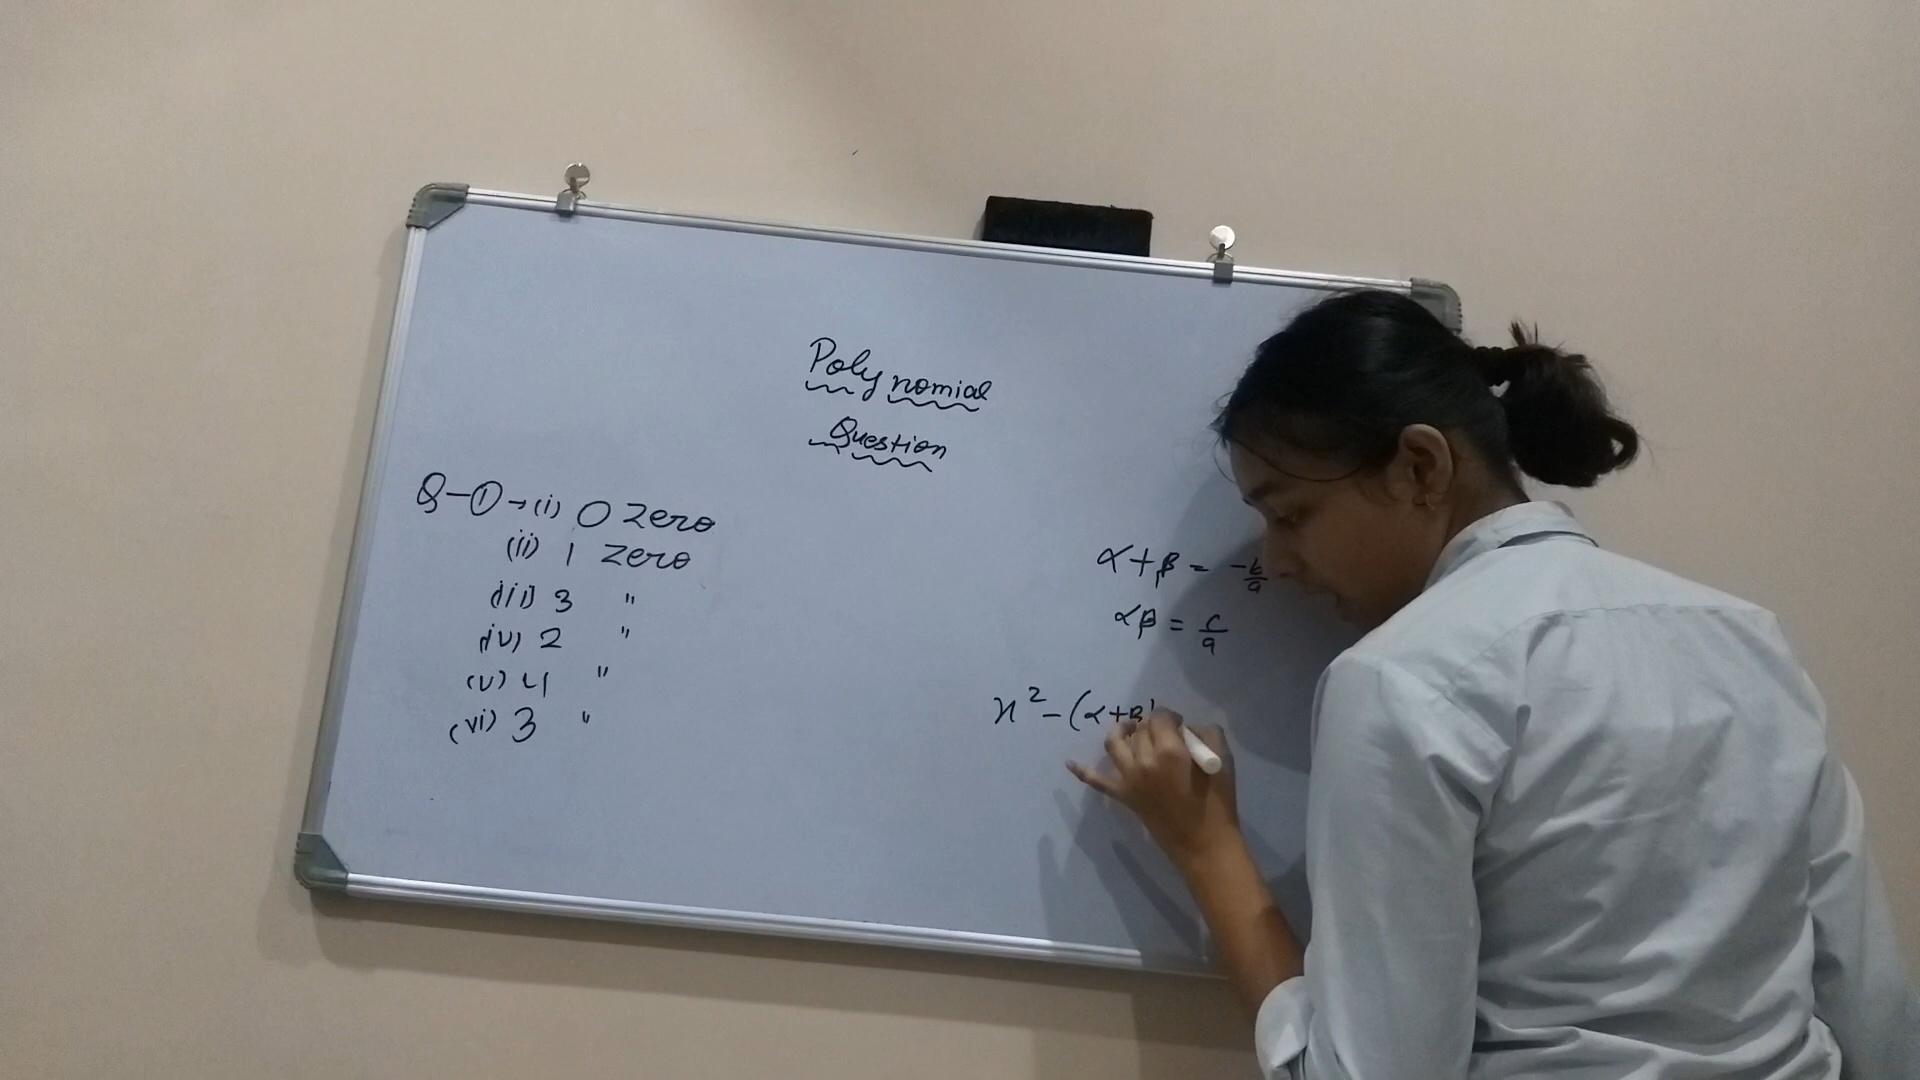 Polynomial
Question
Q-① → (i) 0 zero
(ii) 1 zero
(iii) 3 "
(iv) 2 "
(v) 4 "
(vi) 3 "
α+β = -b/a
αβ = c/a
x² - (α+β)